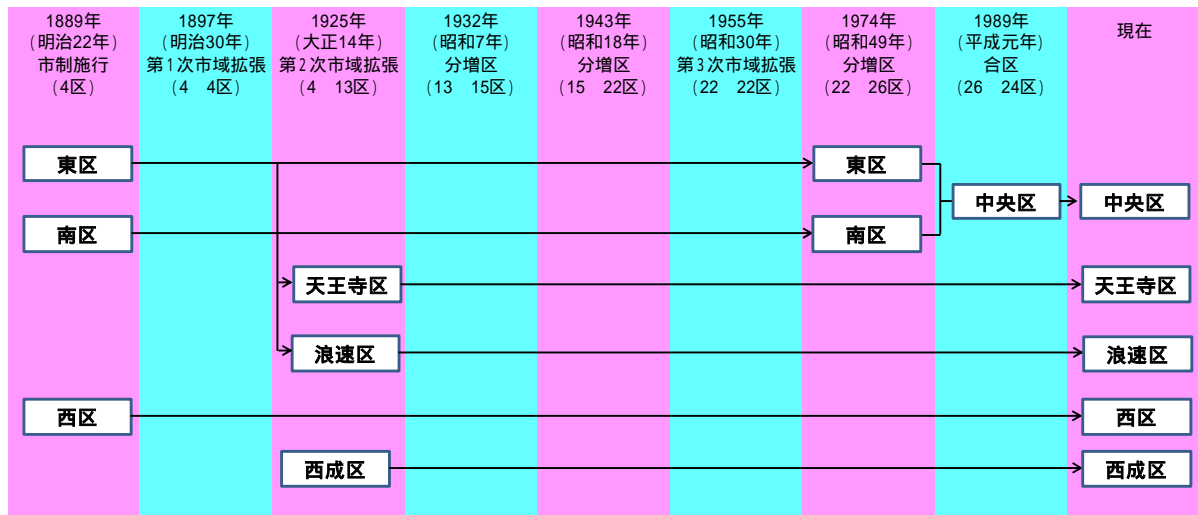 1889年
（明治22年）
市制施行
（4区）
1897年
（明治30年）
第1次市域拡張
（4　4区）
1925年
（大正14年）
第2次市域拡張
（4　13区）
1932年
（昭和7年）
分増区
（13　15区）
1943年
（昭和18年）
分増区
（15　22区）
1955年
（昭和30年）
第3次市域拡張
（22　22区）
1974年
（昭和49年）
分増区
（22　26区）
1989年
（平成元年）
合区
（26　24区）
現在
東区
東区
中央区
中央区
南区
南区
天王寺区
天王寺区
浪速区
浪速区
西区
西区
西成区
西成区